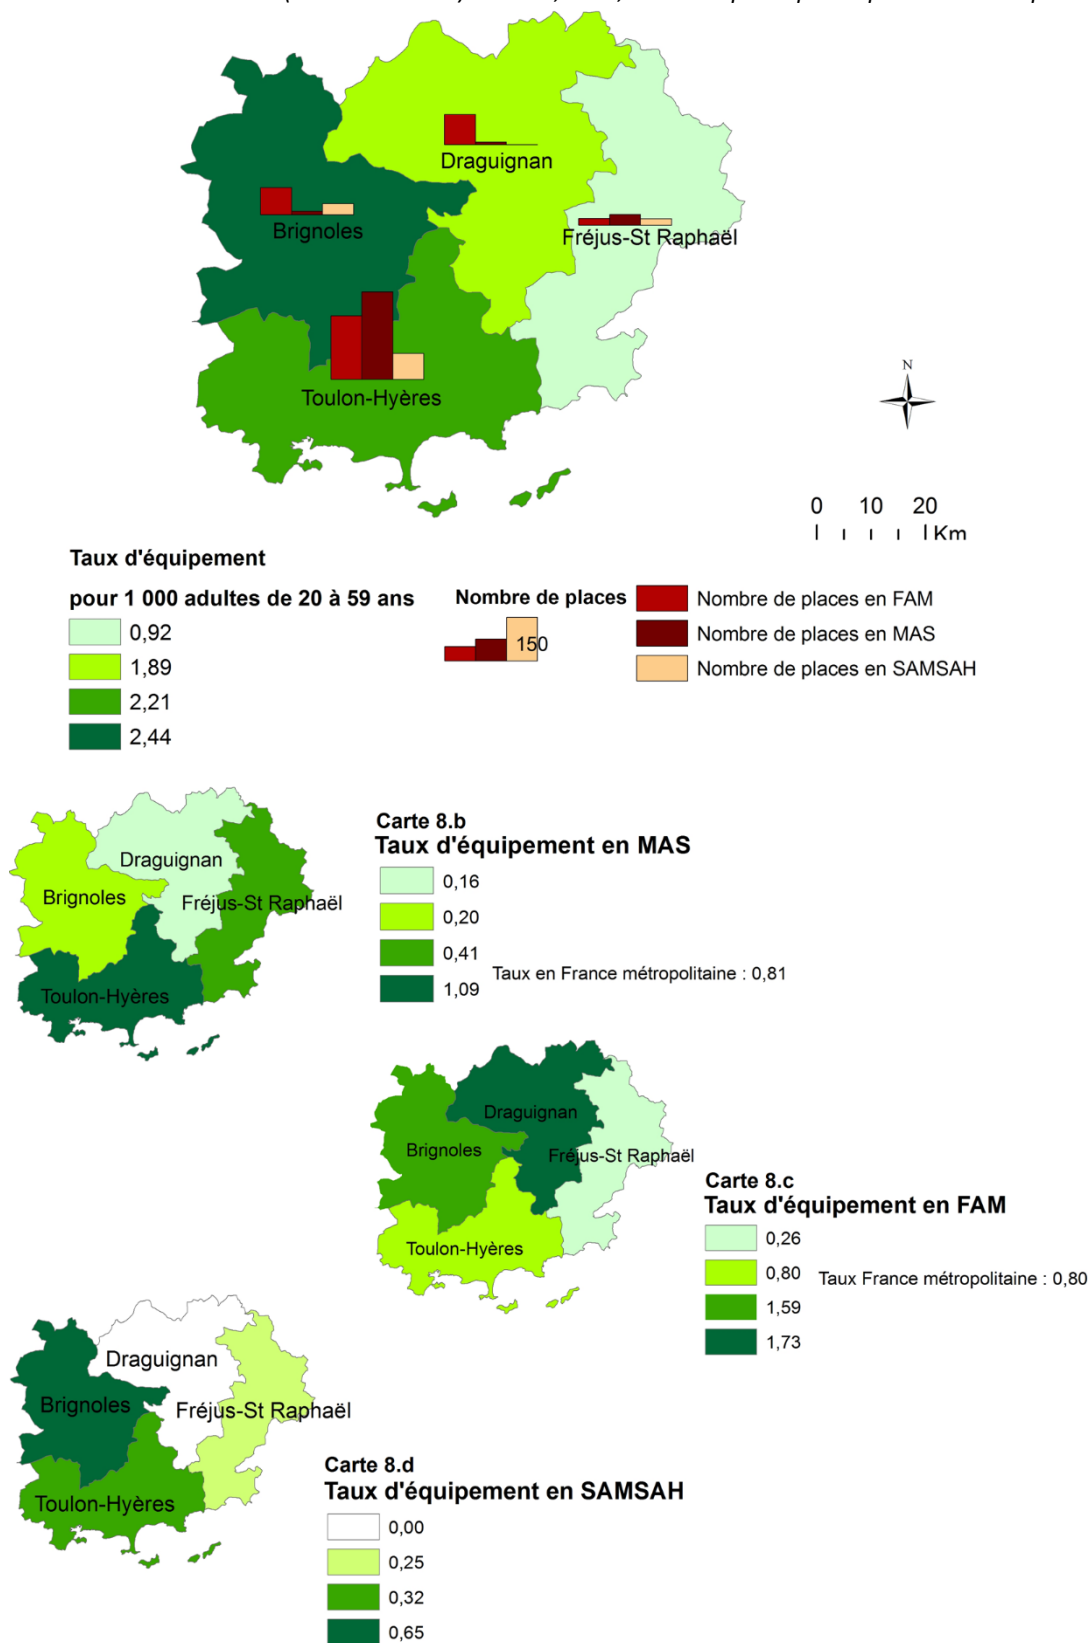 Draguignan
Brignoles
Fréjus-St Raphaël
Toulon-Hyères
N
0 10 20
Km
Taux d'équipement
pour 1 000 adultes de 20 à 59 ans
0,92
1,89
2,21
2,44
Nombre de places
150
Nombre de places en FAM
Nombre de places en MAS
Nombre de places en SAMSAH
Draguignan
Brignoles
Fréjus-St Raphaël
Toulon-Hyères
Carte 8.b
Taux d'équipement en MAS
0,16
0,20
0,41
1,09
Taux en France métropolitaine : 0,81
Draguignan
Brignoles
Fréjus-St Raphaël
Toulon-Hyères
Carte 8.c
Taux d'équipement en FAM
0,26
0,80
Taux France métropolitaine : 0,80
1,59
1,73
Draguignan
Brignoles
Fréjus-St Raphaël
Toulon-Hyères
Carte 8.d
Taux d'équipement en SAMSAH
0,00
0,25
0,32
0,65